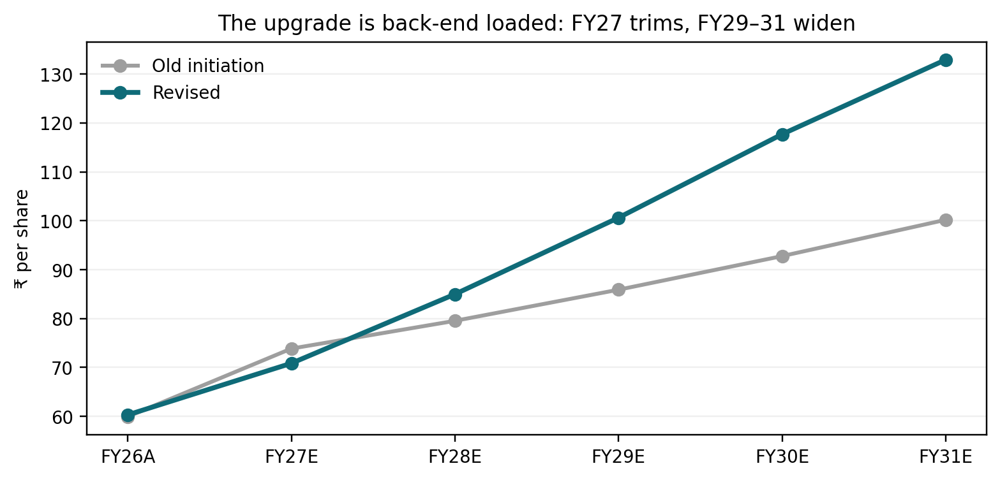 The upgrade is back-end loaded: FY27 trims, FY29–31 widen
Old initiation
Revised
₹ per share
130
120
110
100
90
80
70
60
FY26A FY27E FY28E FY29E FY30E FY31E